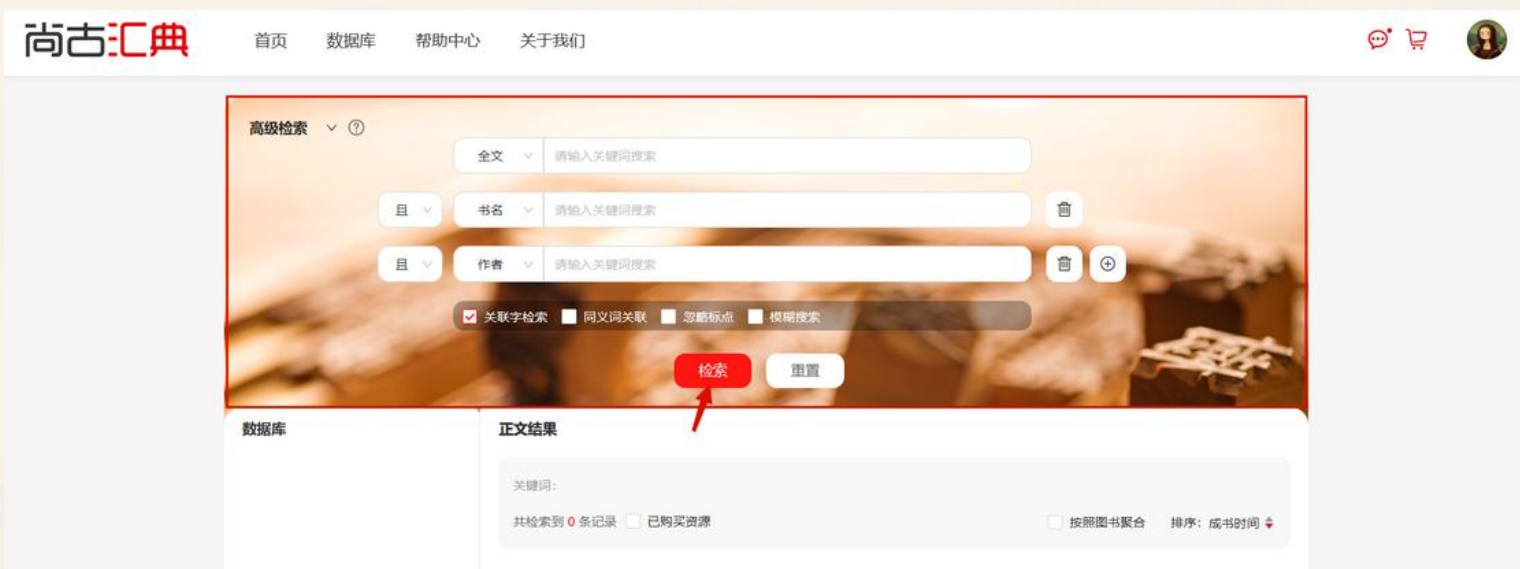 尚古汇典 首页 数据库 帮助中心 关于我们
高级检索
全文 请输入关键词搜索
且 书名 请输入关键词搜索
且 作者 请输入关键词搜索
关联字检索 同义词关联 忽略标点 模糊搜索
检索 重置
数据库 正文结果
关键词:
共检索到 0 条记录 已购买资源 按照图书聚合 排序: 成书时间